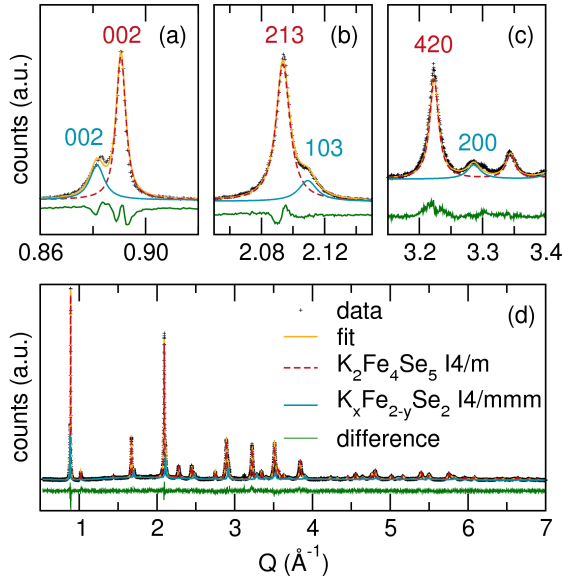 002 (a)
002
0.86 0.90
213 (b)
103
2.08 2.12
420 (c)
200
3.2 3.3 3.4
counts (a.u.)
data (d)
fit
K₂Fe₄Se₅ I4/m
KₓFe₂₋ᵧSe₂ I4/mmm
difference
counts (a.u.)
1 2 3 4 5 6 7
Q (Å⁻¹)